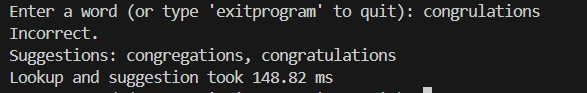 Enter a word (or type 'exitprogram' to quit): congrulations
Incorrect.
Suggestions: congregations, congratulations
Lookup and suggestion took 148.82 ms